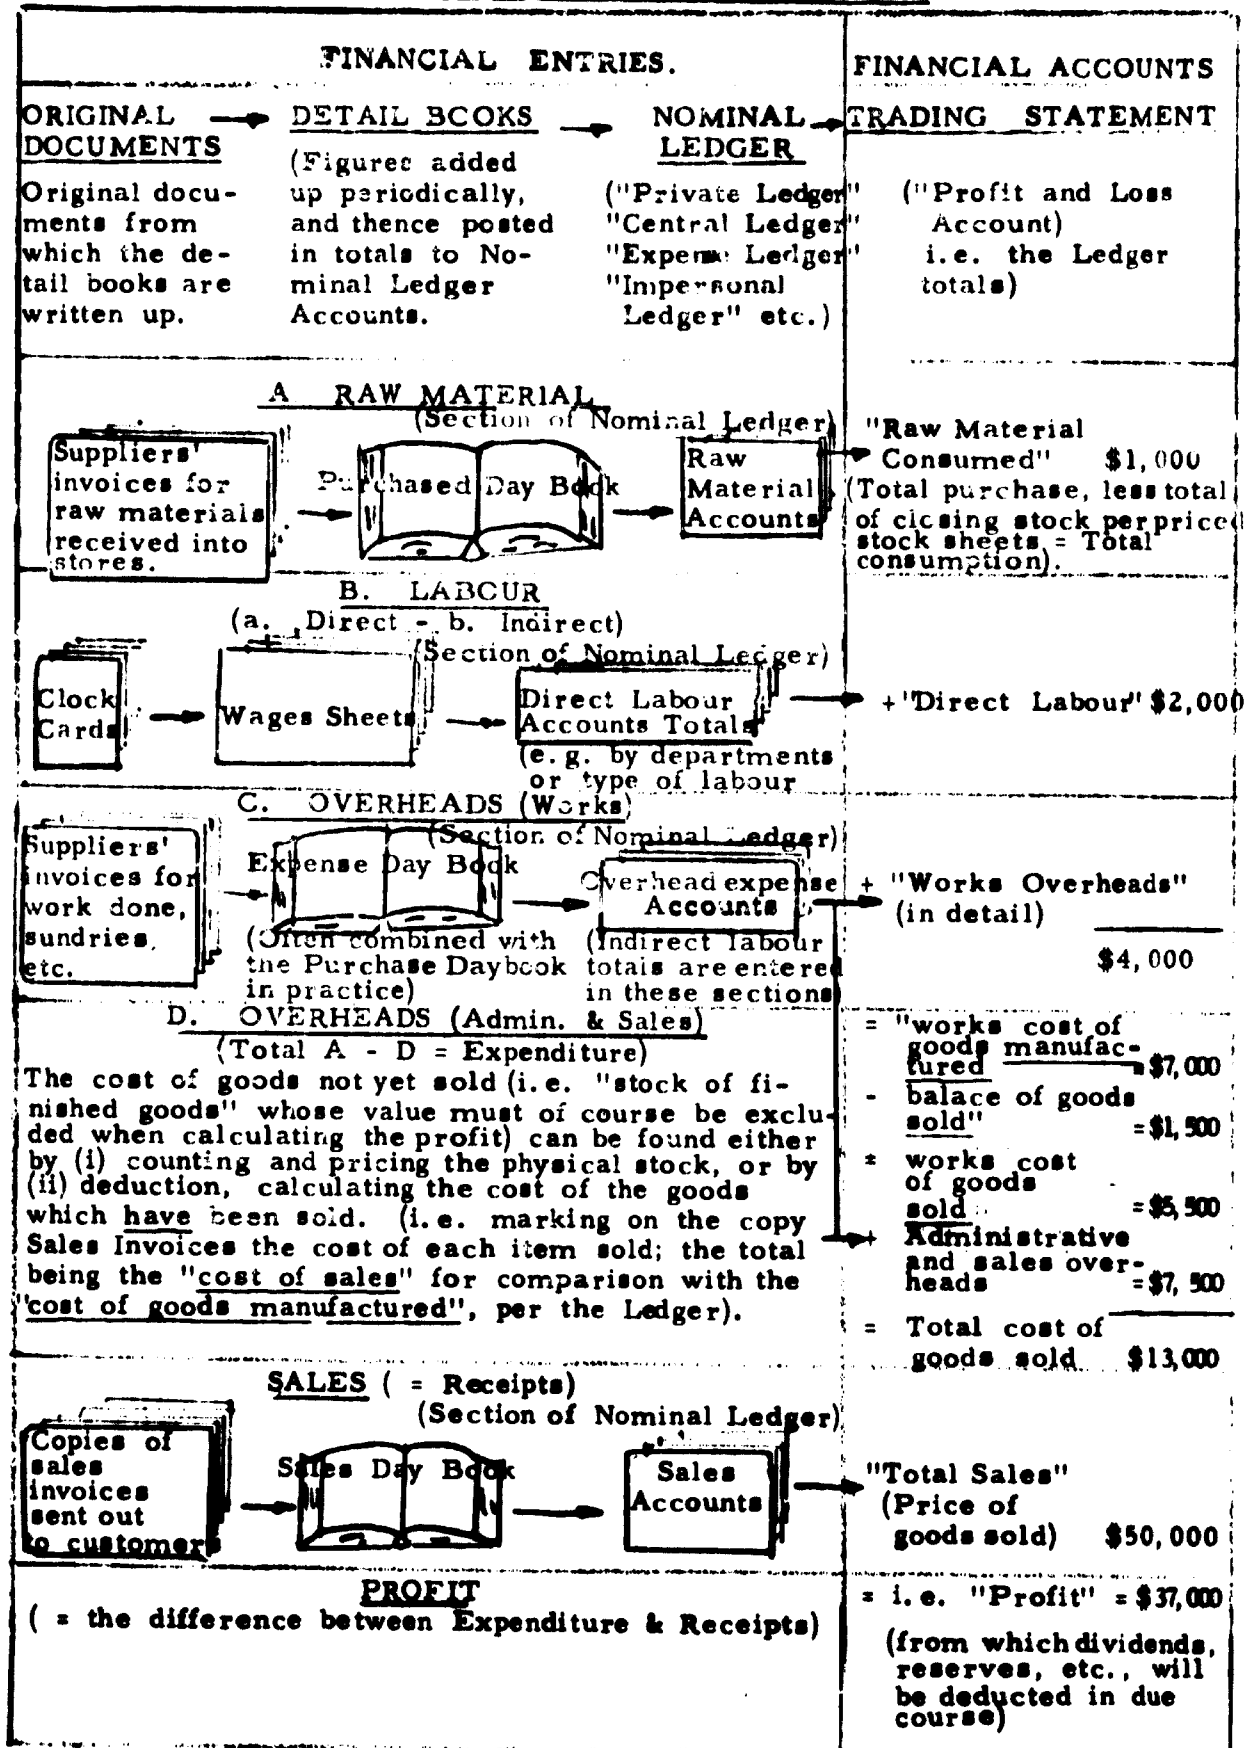 FINANCIAL ENTRIES.
FINANCIAL ACCOUNTS
ORIGINAL
DOCUMENTS
Original docu-
ments from
which the de-
tail books are
written up.
DETAIL BOOKS
(Figures added
up periodically,
and thence posted
in totals to No-
minal Ledger
Accounts.
NOMINAL
LEDGER
("Private Ledger"
"Central Ledger"
"Expense Ledger"
"Impersonal
Ledger" etc.)
TRADING STATEMENT
("Profit and Loss
Account)
i.e. the Ledger
totals)
A RAW MATERIAL
(Section of Nominal Ledger)
Suppliers'
invoices for
raw materials
received into
stores.
Purchased Day Book
Raw
Material
Accounts
"Raw Material
Consumed" $1,000
(Total purchase, less total
of closing stock per priced
stock sheets = Total
consumption).
B. LABOUR
(a. Direct - b. Indirect)
(Section of Nominal Ledger)
Clock
Cards
Wages Sheets
Direct Labour
Accounts Totals
(e.g. by departments
or type of labour
+ "Direct Labour" $2,000
C. OVERHEADS (Works)
(Section of Nominal Ledger)
Suppliers'
invoices for
work done,
sundries,
etc.
Expense Day Book
(Often combined with
the Purchase Daybook
in practice)
Overhead expense
Accounts
(Indirect labour
totals are entered
in these sections)
+ "Works Overheads"
(in detail)
$4,000
D. OVERHEADS (Admin. & Sales)
(Total A - D = Expenditure)
The cost of goods not yet sold (i.e. "stock of fi-
nished goods" whose value must of course be exclu-
ded when calculating the profit) can be found either
by (i) counting and pricing the physical stock, or by
(ii) deduction, calculating the cost of the goods
which have been sold. (i.e. marking on the copy
Sales Invoices the cost of each item sold; the total
being the "cost of sales" for comparison with the
"cost of goods manufactured", per the Ledger).
= "works cost of
goods manufac-
tured = $7,000
- balace of goods
sold" = $1,500
= works cost
of goods
sold = $5,500
+ Administrative
and sales over-
heads = $7,500
= Total cost of
goods sold $13,000
SALES ( = Receipts)
(Section of Nominal Ledger)
Copies of
sales
invoices
sent out
to customers
Sales Day Book
Sales
Accounts
"Total Sales"
(Price of
goods sold) $50,000
PROFIT
( = the difference between Expenditure & Receipts)
= i.e. "Profit" = $37,000
(from which dividends,
reserves, etc., will
be deducted in due
course)